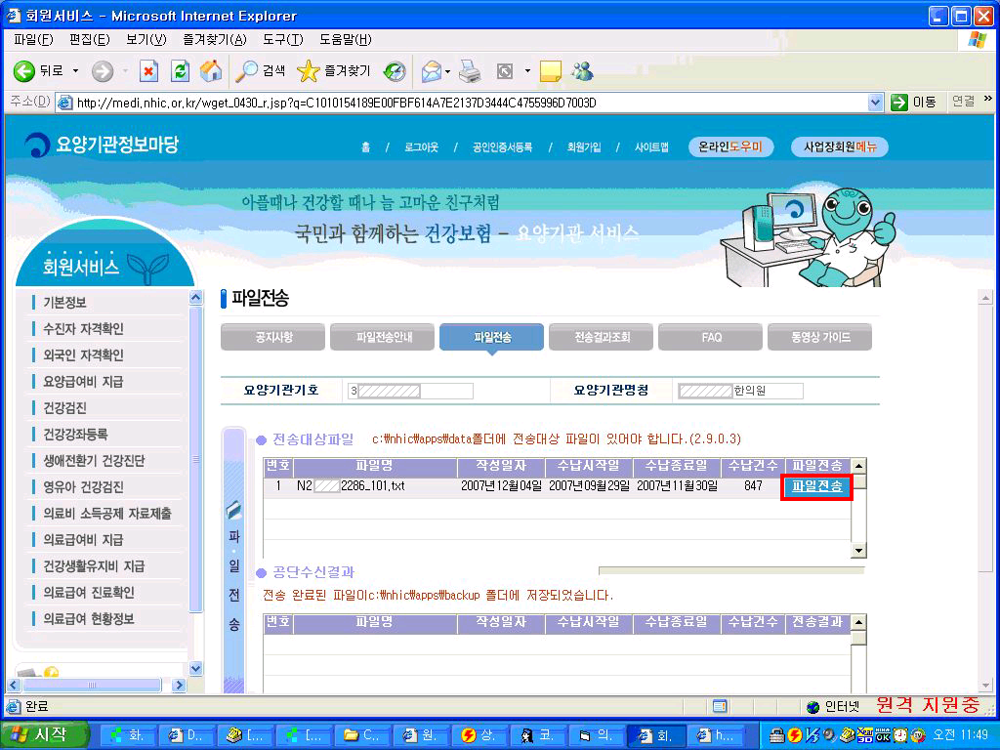 회원서비스 - Microsoft Internet Explorer
파일(F) 편집(E) 보기(V) 즐겨찾기(A) 도구(T) 도움말(H)
뒤로 검색 즐겨찾기
주소(D) http://medi.nhic.or.kr/wget_0430_r.jsp?q=C1010154189E00FBF614A7E2137D3444C4755996D7003D 이동 연결 »
요양기관정보마당
홈 / 로그아웃 / 공인인증서등록 / 회원가입 / 사이트맵 온라인도우미 사업장회원메뉴
아플때나 건강할 때나 늘 고마운 친구처럼
국민과 함께하는 건강보험 - 요양기관 서비스
회원서비스
기본정보
수진자 자격확인
외국인 자격확인
요양급여비 지급
건강검진
건강강좌등록
생애전환기 건강진단
영유아 건강검진
의료비 소득공제 자료제출
의료급여비 지급
건강생활유지비 지급
의료급여 진료확인
의료급여 현황정보
파일전송
공지사항 파일전송안내 파일전송 전송결과조회 FAQ 동영상 가이드
요양기관기호 3 요양기관명칭 한의원
파일전송
전송대상파일 c:\nhic\apps\data폴더에 전송대상 파일이 있어야 합니다.(2.9.0.3)
번호 파일명 작성일자 수납시작일 수납종료일 수납건수 파일전송
1 N2 2286_101.txt 2007년12월04일 2007년09월29일 2007년11월30일 847 파일전송
공단수신결과
전송 완료된 파일이c:\nhic\apps\backup 폴더에 저장되었습니다.
번호 파일명 작성일자 수납시작일 수납종료일 수납건수 전송결과
완료 인터넷 원격 지원중
시작 화. D.. [... [... C.. 원. 상. 코. 의. 회. h... 오전 11:49